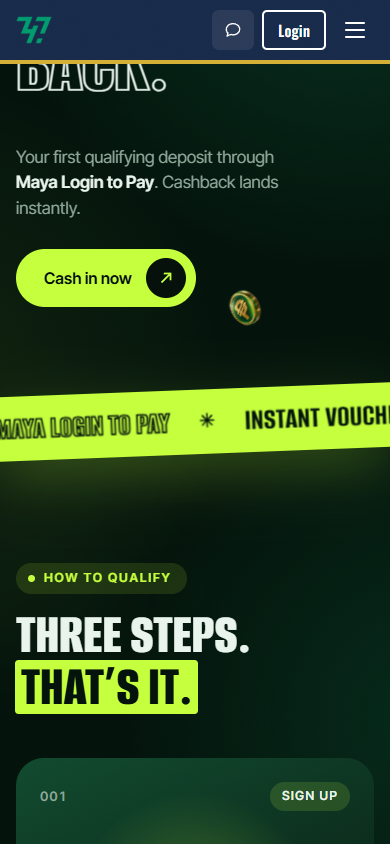 Login
BACK.
Your first qualifying deposit through
Maya Login to Pay. Cashback lands
instantly.
Cash in now
MAYA LOGIN TO PAY * INSTANT
HOW TO QUALIFY
THREE STEPS.
THAT'S IT.
001 SIGN UP